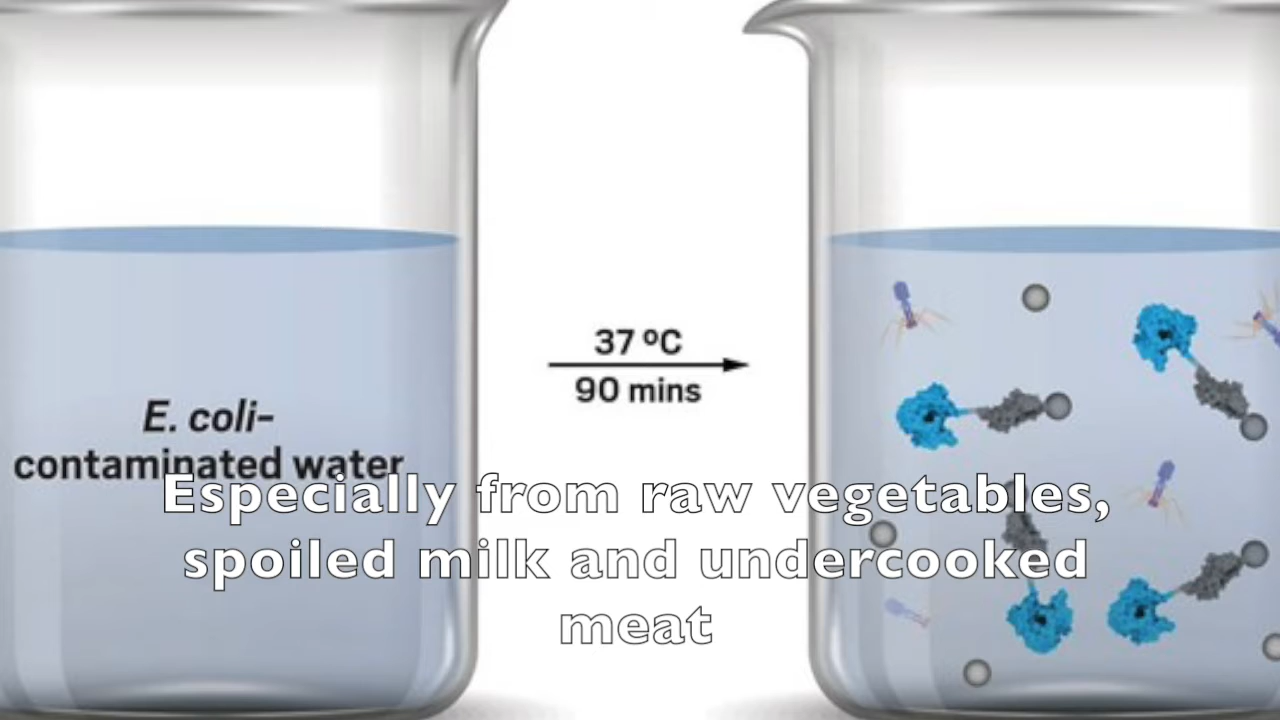 37 ºC
90 mins
E. coli-
contaminated water
Especially from raw vegetables,
spoiled milk and undercooked
meat